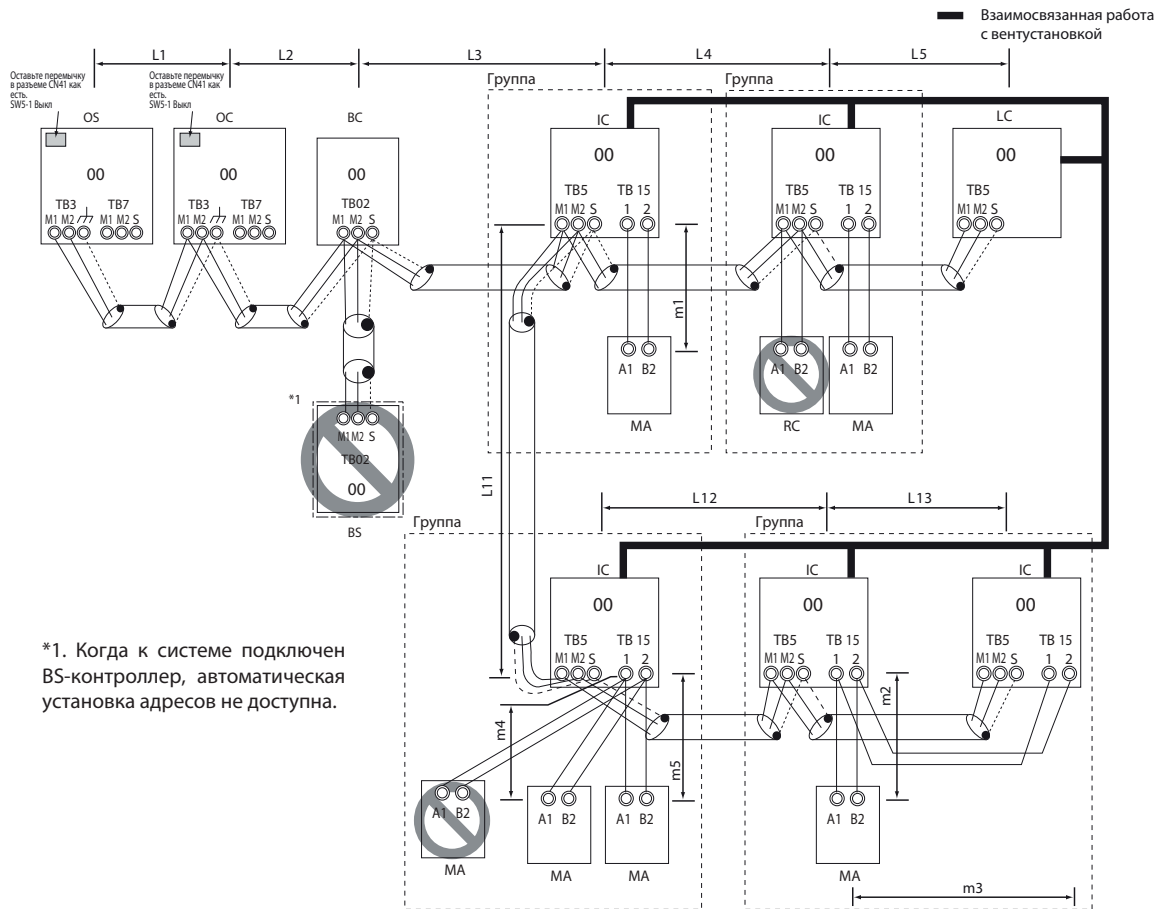 Взаимосвязанная работа
с вентустановкой
L1
L2
L3
L4
L5
Оставьте перемычку
в разъеме CN41 как
есть.
SW5-1 Выкл
Оставьте перемычку
в разъеме CN41 как
есть.
SW5-1 Выкл
Группа
Группа
OS
OC
BC
IC
IC
LC
00
00
00
00
00
00
TB3
TB7
M1 M2
M1 M2 S
TB3
TB7
M1 M2
M1 M2 S
TB02
M1 M2 S
TB5
TB 15
M1 M2 S
1 2
TB5
TB 15
M1 M2 S
1 2
TB5
M1 M2 S
m1
A1 B2
MA
A1 B2
RC
A1 B2
MA
*1
M1 M2 S
TB02
00
BS
L11
L12
L13
Группа
Группа
IC
IC
IC
00
00
00
TB5
TB 15
M1 M2 S
1 2
TB5
TB 15
M1 M2 S
1 2
TB5
TB 15
M1 M2 S
1 2
*1. Когда к системе подключен
BS-контроллер, автоматическая
установка адресов не доступна.
m4
m5
m2
A1 B2
MA
A1 B2
MA
A1 B2
MA
A1 B2
MA
m3